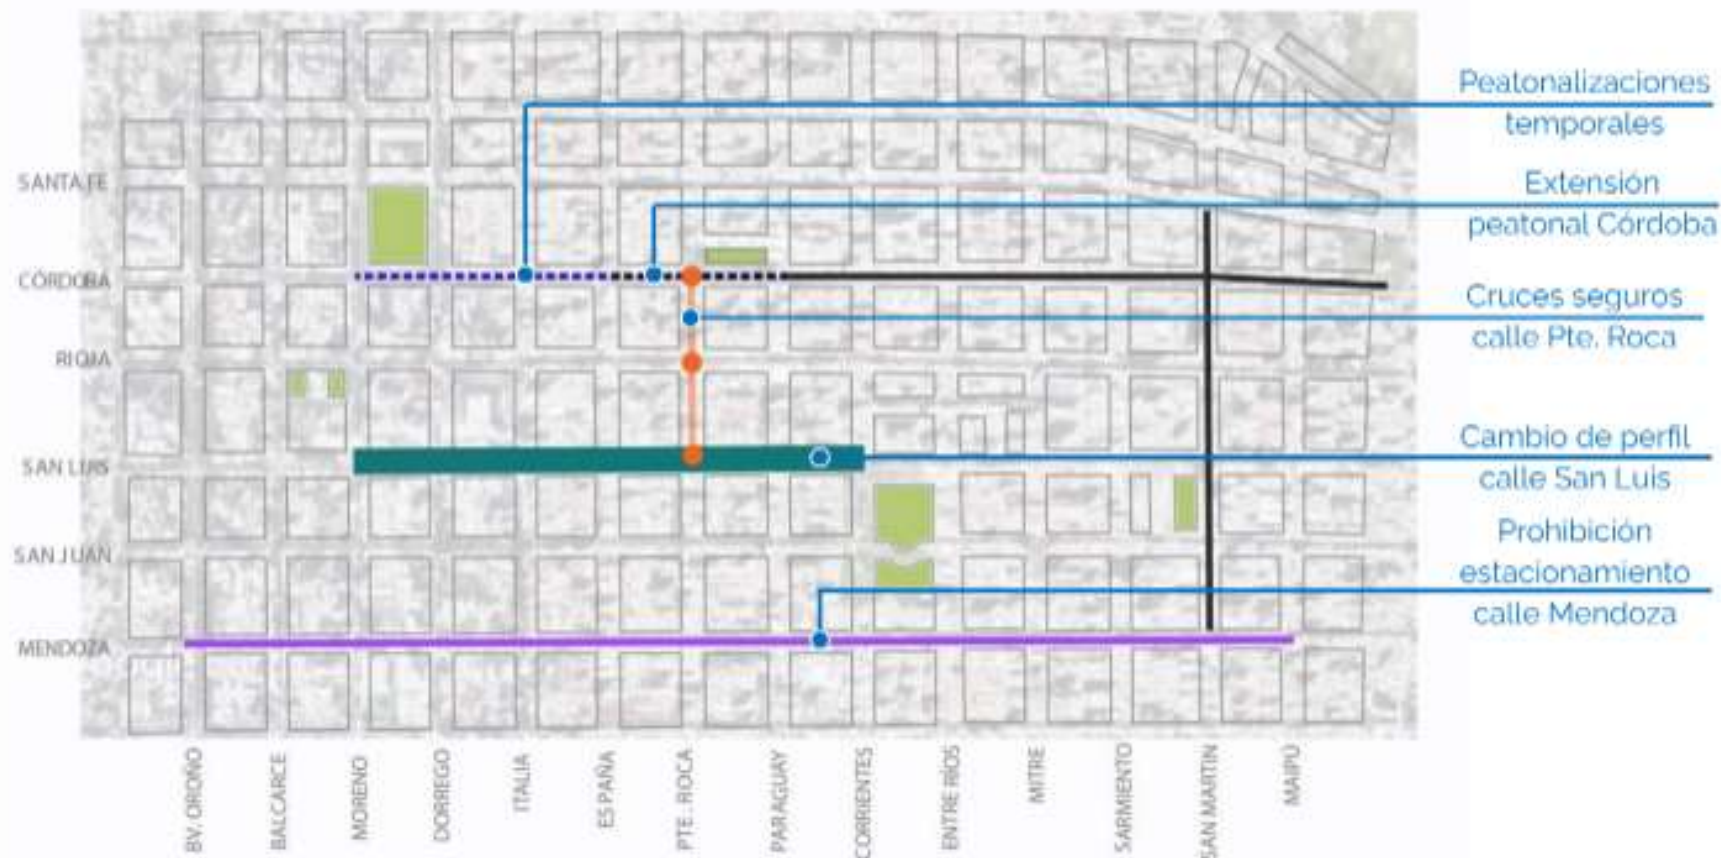 Peatonalizaciones
temporales
Extensión
peatonal Córdoba
Cruces seguros
calle Pte. Roca
Cambio de perfil
calle San Luis
Prohibición
estacionamiento
calle Mendoza
SANTA FE
CÓRDOBA
RIOJA
SAN LUIS
SAN JUAN
MENDOZA
BV. OROÑO
BALCARCE
MORENO
DORREGO
ITALIA
ESPAÑA
PTE. ROCA
PARAGUAY
CORRIENTES
ENTRE RÍOS
MITRE
SARMIENTO
SAN MARTIN
MAIPÚ